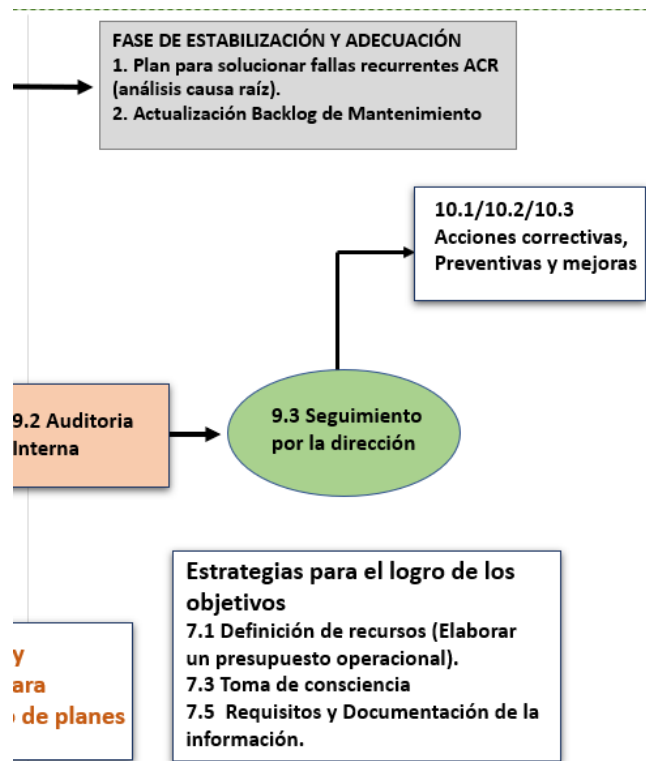 FASE DE ESTABILIZACIÓN Y ADECUACIÓN
1. Plan para solucionar fallas recurrentes ACR
(análisis causa raíz).
2. Actualización Backlog de Mantenimiento
10.1/10.2/10.3
Acciones correctivas,
Preventivas y mejoras
9.2 Auditoria
Interna
9.3 Seguimiento
por la dirección
Estrategias para el logro de los
objetivos
7.1 Definición de recursos (Elaborar
un presupuesto operacional).
7.3 Toma de consciencia
7.5 Requisitos y Documentación de la
información.
y
ara
de planes